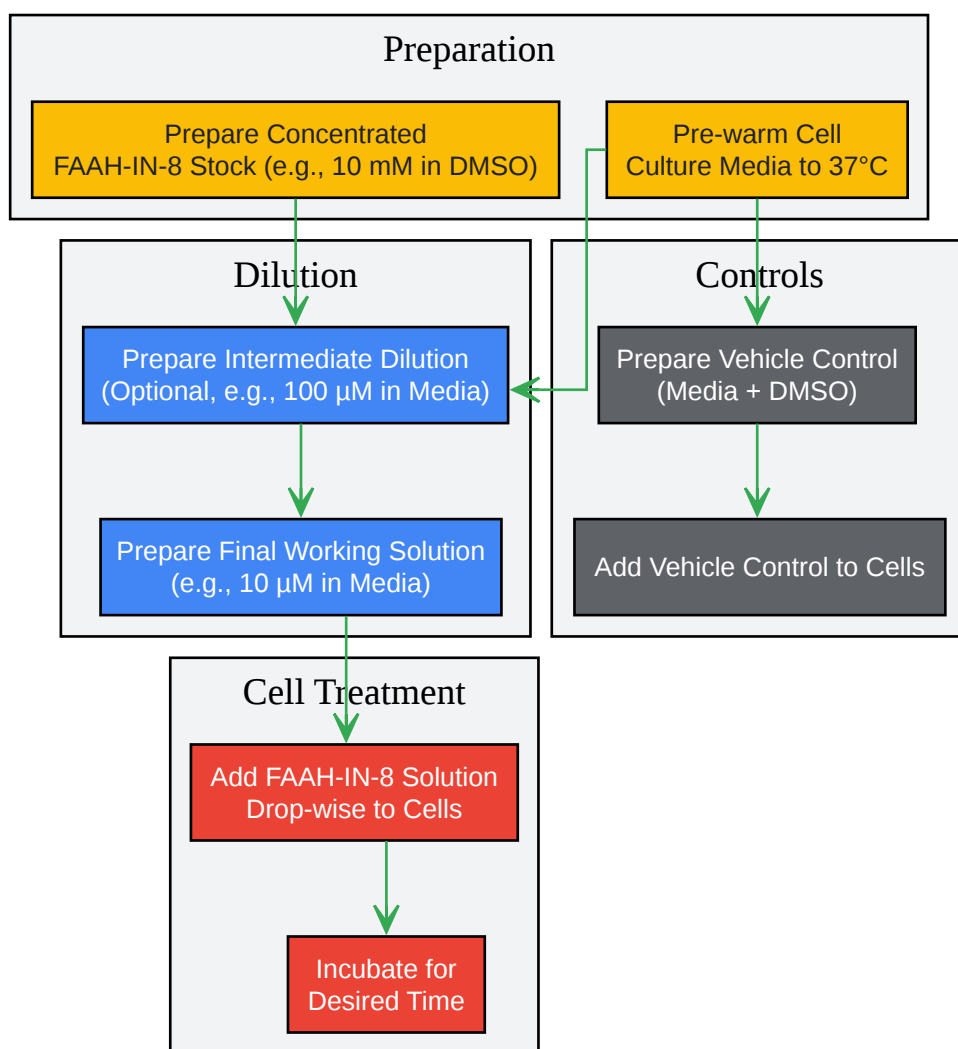 Preparation
Prepare Concentrated
FAAH-IN-8 Stock (e.g., 10 mM in DMSO)
Pre-warm Cell
Culture Media to 37°C
Dilution
Prepare Intermediate Dilution
(Optional, e.g., 100 µM in Media)
Prepare Final Working Solution
(e.g., 10 µM in Media)
Controls
Prepare Vehicle Control
(Media + DMSO)
Add Vehicle Control to Cells
Cell Treatment
Add FAAH-IN-8 Solution
Drop-wise to Cells
Incubate for
Desired Time